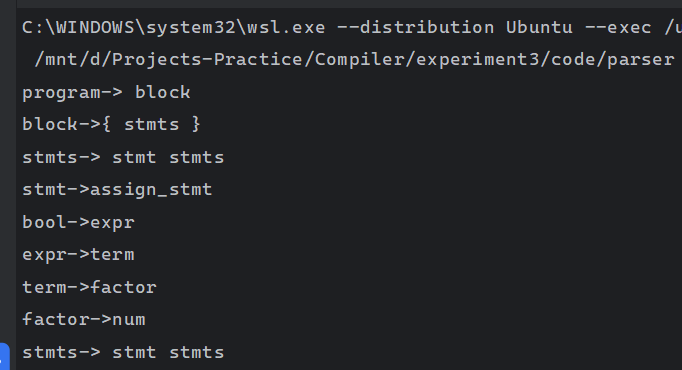 C:\WINDOWS\system32\wsl.exe --distribution Ubuntu --exec /u
/mnt/d/Projects-Practice/Compiler/experiment3/code/parser
program-> block
block->{ stmts }
stmts-> stmt stmts
stmt->assign_stmt
bool->expr
expr->term
term->factor
factor->num
stmts-> stmt stmts